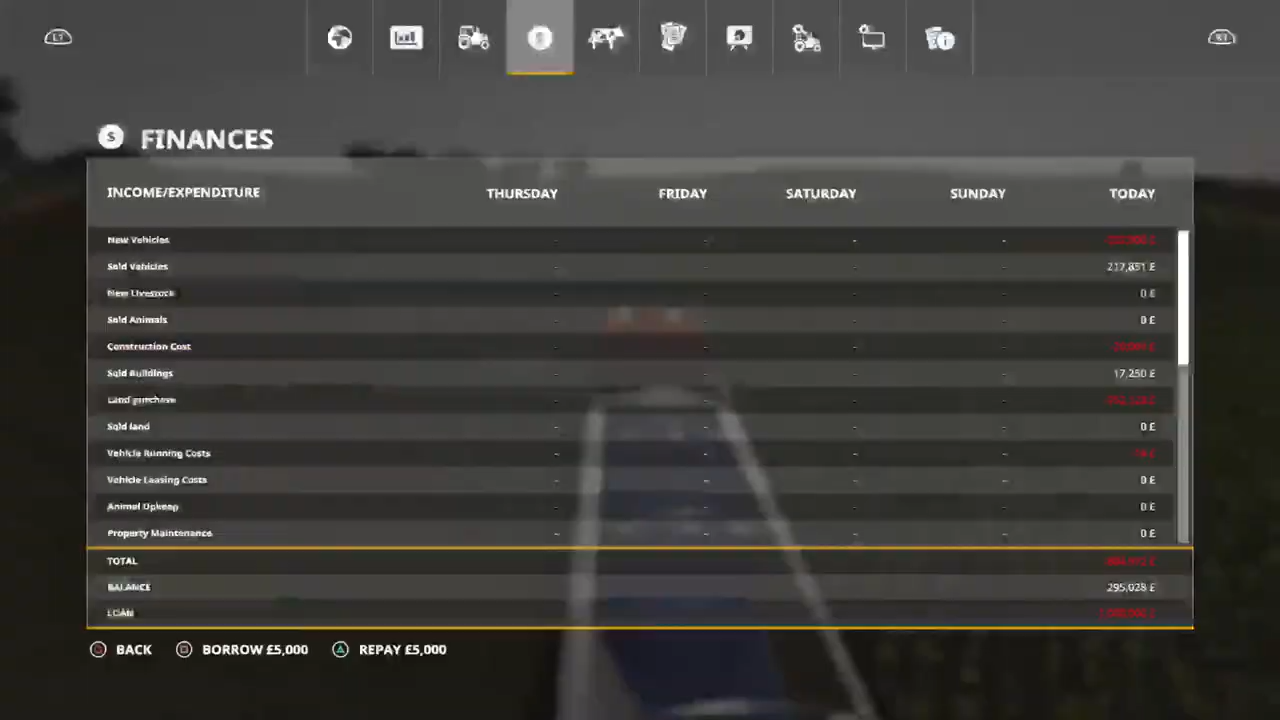 L1
R1
FINANCES
INCOME/EXPENDITURE THURSDAY FRIDAY SATURDAY SUNDAY TODAY
New Vehicles - - - -
Sold Vehicles - - - - 217,851 £
New Livestock - - - - 0 £
Sold Animals - - - - 0 £
Construction Cost - - - -
Sold Buildings - - - - 17,250 £
Land purchase - - - -
Sold land - - - - 0 £
Vehicle Running Costs - - - -
Vehicle Leasing Costs - - - - 0 £
Animal Upkeep - - - - 0 £
Property Maintenance - - - - 0 £
TOTAL
BALANCE 295,028 £
LOAN
BACK BORROW £5,000 REPAY £5,000